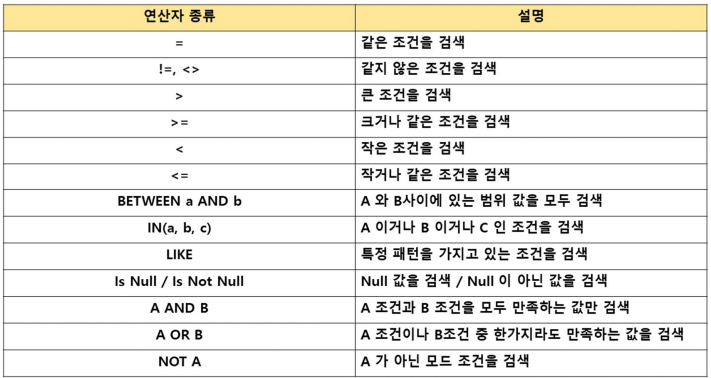 연산자 종류 설명
= 같은 조건을 검색
!=, <> 같지 않은 조건을 검색
> 큰 조건을 검색
>= 크거나 같은 조건을 검색
< 작은 조건을 검색
<= 작거나 같은 조건을 검색
BETWEEN a AND b A 와 B사이에 있는 범위 값을 모두 검색
IN(a, b, c) A 이거나 B 이거나 C 인 조건을 검색
LIKE 특정 패턴을 가지고 있는 조건을 검색
Is Null / Is Not Null Null 값을 검색 / Null 이 아닌 값을 검색
A AND B A 조건과 B 조건을 모두 만족하는 값만 검색
A OR B A 조건이나 B조건 중 한가지라도 만족하는 값을 검색
NOT A A 가 아닌 모드 조건을 검색